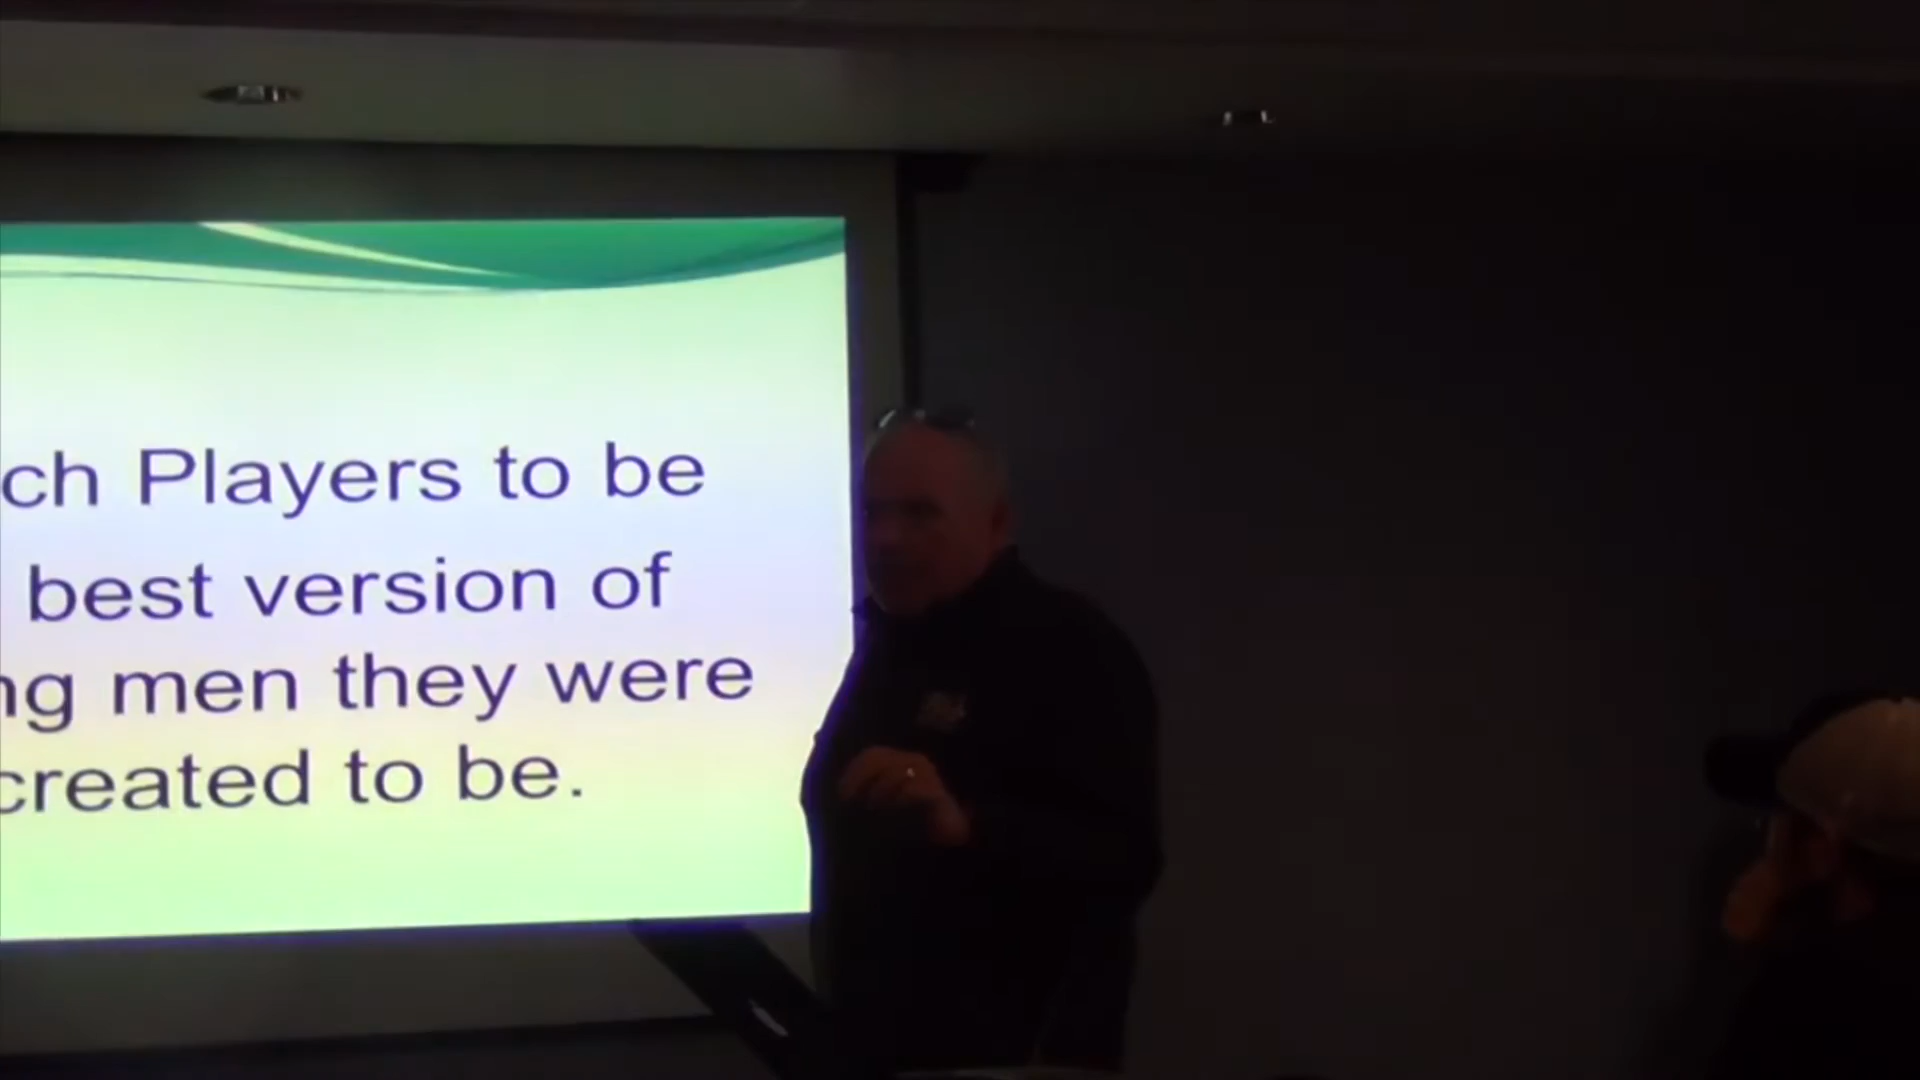 ch Players to be
best version of
ng men they were
created to be.